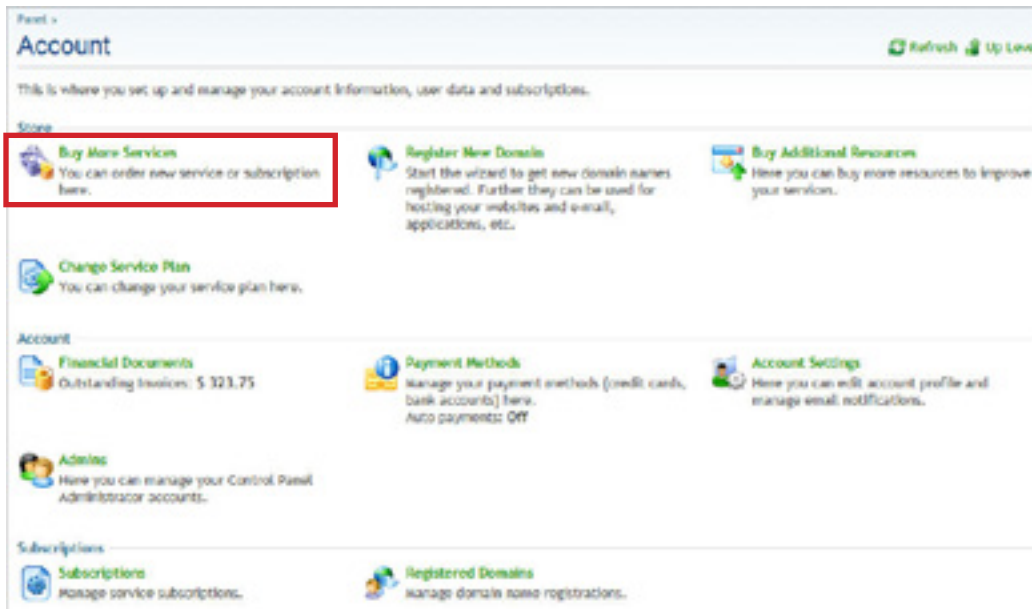 Panel >
Account
Refresh Up Leve
This is where you set up and manage your account information, user data and subscriptions.
Store
Buy More Services
You can order new service or subscription
here.
Register New Domain
Start the wizard to get new domain names
registered. Further they can be used for
hosting your websites and e-mail,
applications, etc.
Buy Additional Resources
Here you can buy more resources to improve
your services.
Change Service Plan
You can change your service plan here.
Account
Financial Documents
Outstanding Invoices: $ 323.75
Payment Methods
Manage your payment methods (credit cards,
bank accounts) here.
Auto payments: Off
Account Settings
Here you can edit account profile and
manage email notifications.
Admins
Here you can manage your Control Panel
Administrator accounts.
Subscriptions
Subscriptions
Manage service subscriptions.
Registered Domains
Manage domain name registrations.